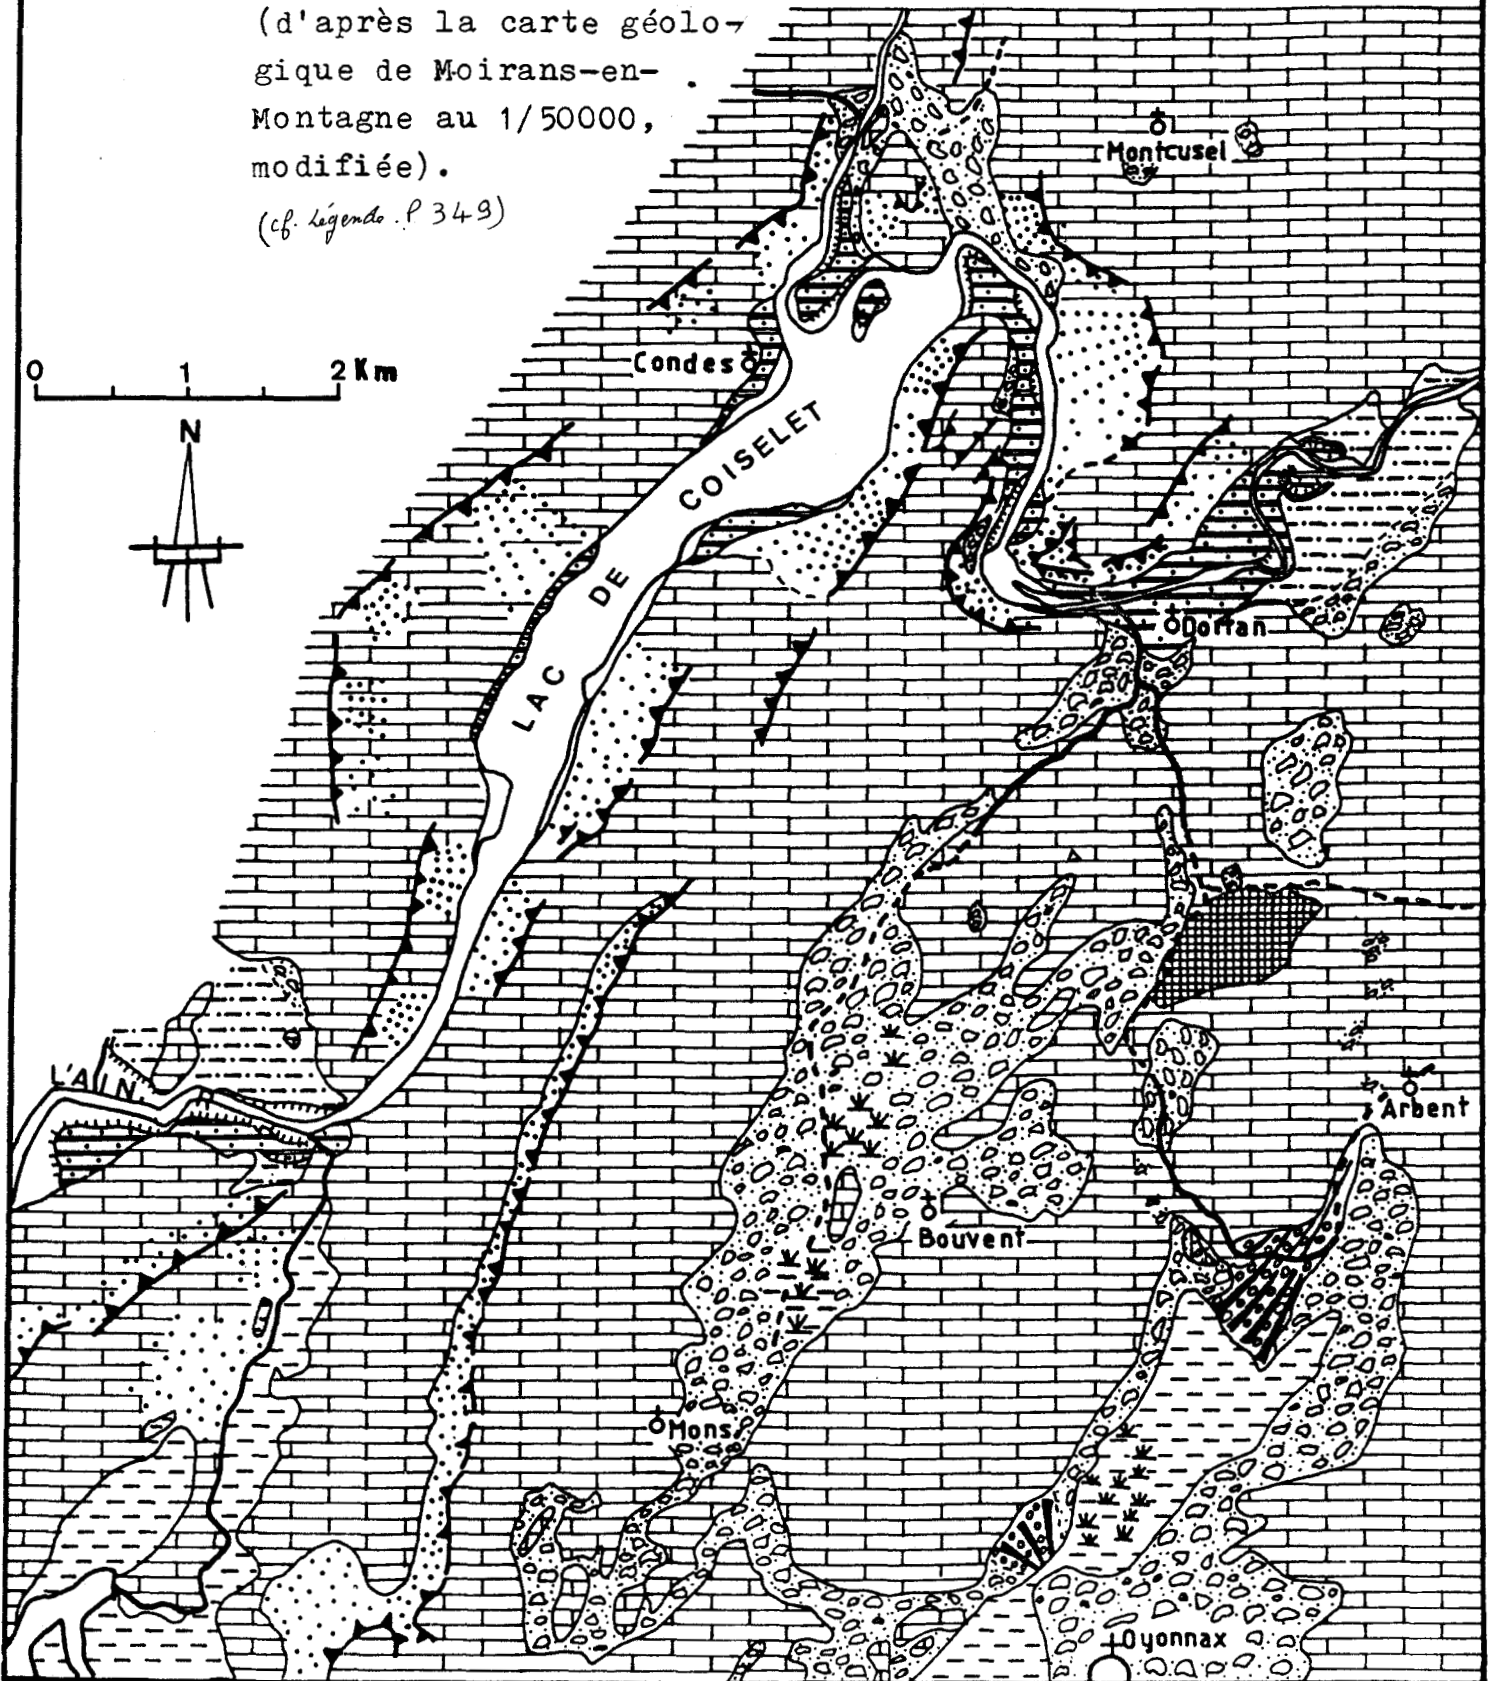 (d'après la carte géolo-
gique de Moirans-en-
Montagne au 1/50000,
modifiée).
(cf. Légende . P 349)
Montcusel
0 1 2 Km
Condes
N
LAC DE COISELET
Dortan
L'AIN
Arbent
Bouvent
Mons
Oyonnax